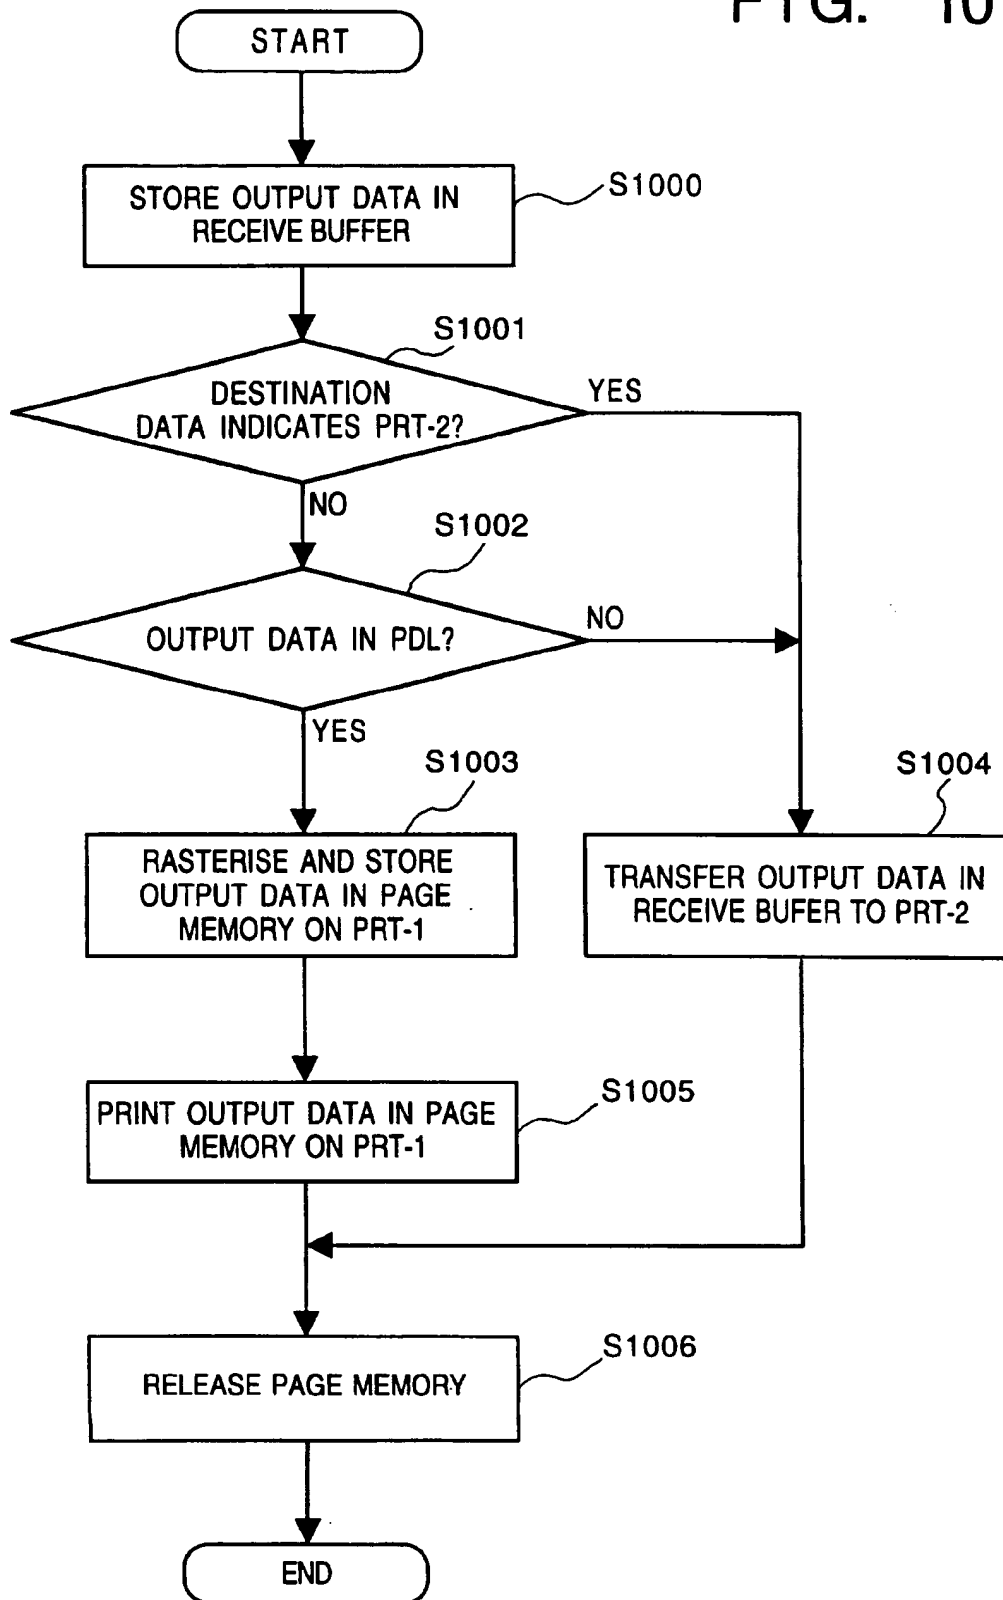 FIG. 10
START
STORE OUTPUT DATA IN
RECEIVE BUFFER
S1000
S1001
DESTINATION
DATA INDICATES PRT-2?
YES
NO
S1002
OUTPUT DATA IN PDL?
NO
YES
S1003
S1004
RASTERISE AND STORE
OUTPUT DATA IN PAGE
MEMORY ON PRT-1
TRANSFER OUTPUT DATA IN
RECEIVE BUFER TO PRT-2
PRINT OUTPUT DATA IN PAGE
MEMORY ON PRT-1
S1005
RELEASE PAGE MEMORY
S1006
END